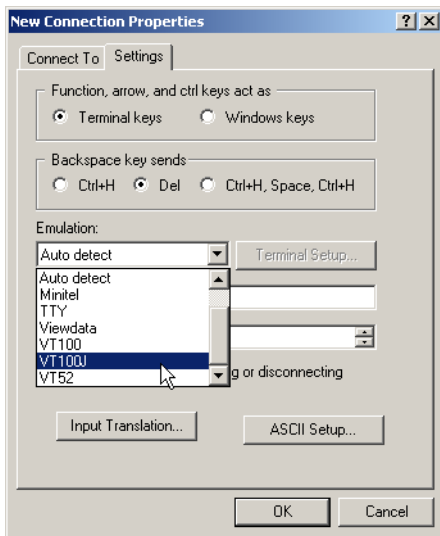 New Connection Properties
Connect To Settings
Function, arrow, and ctrl keys act as
Terminal keys Windows keys
Backspace key sends
Ctrl+H Del Ctrl+H, Space, Ctrl+H
Emulation:
Auto detect Terminal Setup...
Auto detect
Minitel
TTY
Viewdata
VT100
VT100J
VT52
g or disconnecting
Input Translation... ASCII Setup...
OK Cancel